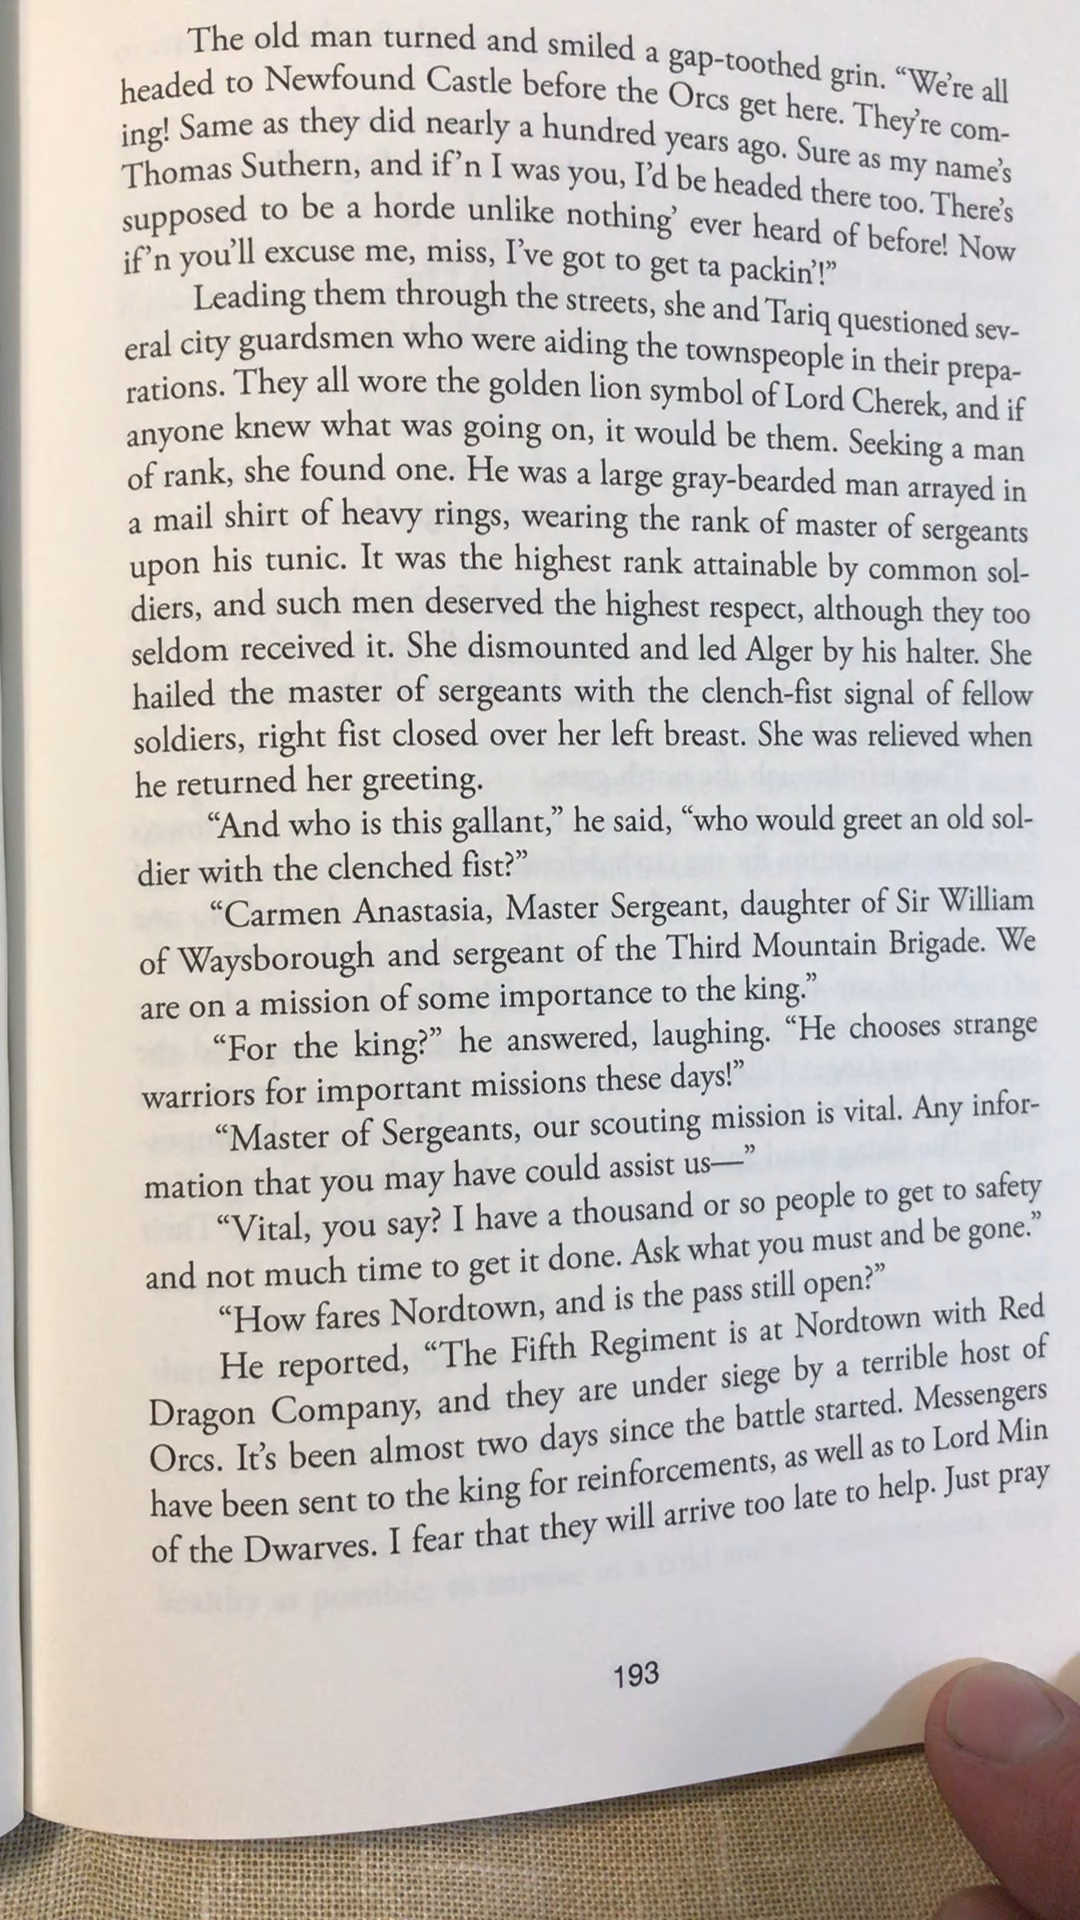 The old man turned and smiled a gap-toothed grin. “We’re all
headed to Newfound Castle before the Orcs get here. They’re com-
ing! Same as they did nearly a hundred years ago. Sure as my name’s
Thomas Suthern, and if’n I was you, I’d be headed there too. There’s
supposed to be a horde unlike nothing’ ever heard of before! Now
if’n you’ll excuse me, miss, I’ve got to get ta packin’!”
Leading them through the streets, she and Tariq questioned sev-
eral city guardsmen who were aiding the townspeople in their prepa-
rations. They all wore the golden lion symbol of Lord Cherek, and if
anyone knew what was going on, it would be them. Seeking a man
of rank, she found one. He was a large gray-bearded man arrayed in
a mail shirt of heavy rings, wearing the rank of master of sergeants
upon his tunic. It was the highest rank attainable by common sol-
diers, and such men deserved the highest respect, although they too
seldom received it. She dismounted and led Alger by his halter. She
hailed the master of sergeants with the clench-fist signal of fellow
soldiers, right fist closed over her left breast. She was relieved when
he returned her greeting.
“And who is this gallant,” he said, “who would greet an old sol-
dier with the clenched fist?”
“Carmen Anastasia, Master Sergeant, daughter of Sir William
of Waysborough and sergeant of the Third Mountain Brigade. We
are on a mission of some importance to the king.”
“For the king?” he answered, laughing. “He chooses strange
warriors for important missions these days!”
“Master of Sergeants, our scouting mission is vital. Any infor-
mation that you may have could assist us—”
“Vital, you say? I have a thousand or so people to get to safety
and not much time to get it done. Ask what you must and be gone.”
“How fares Nordtown, and is the pass still open?”
He reported, “The Fifth Regiment is at Nordtown with Red
Dragon Company, and they are under siege by a terrible host of
Orcs. It’s been almost two days since the battle started. Messengers
have been sent to the king for reinforcements, as well as to Lord Min
of the Dwarves. I fear that they will arrive too late to help. Just pray
193